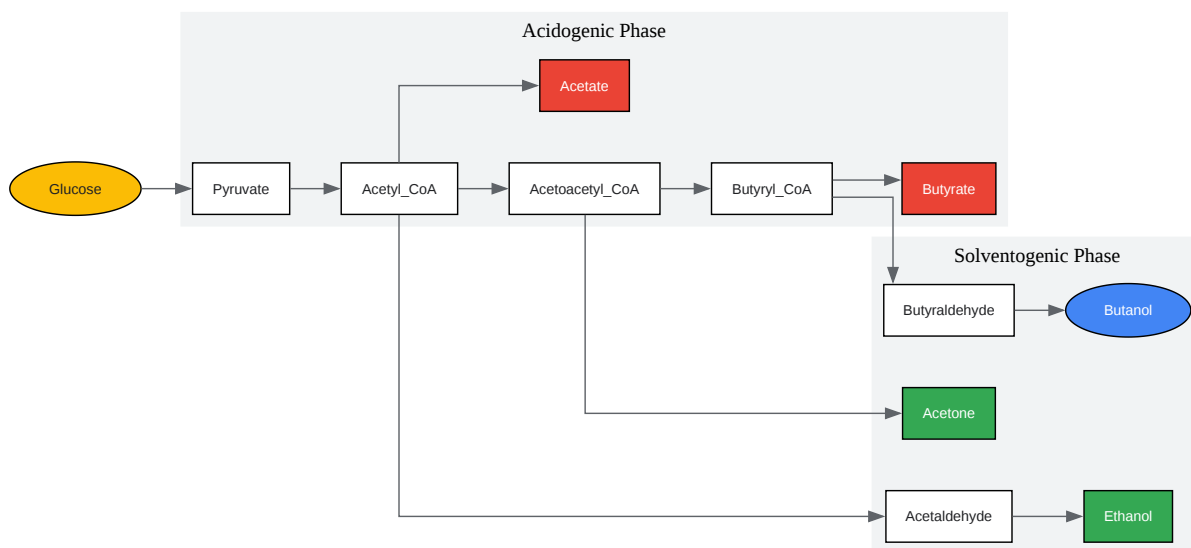 Acidogenic Phase
Acetate
Glucose
Pyruvate
Acetyl_CoA
Acetoacetyl_CoA
Butyryl_CoA
Butyrate
Solventogenic Phase
Butyraldehyde
Butanol
Acetone
Acetaldehyde
Ethanol